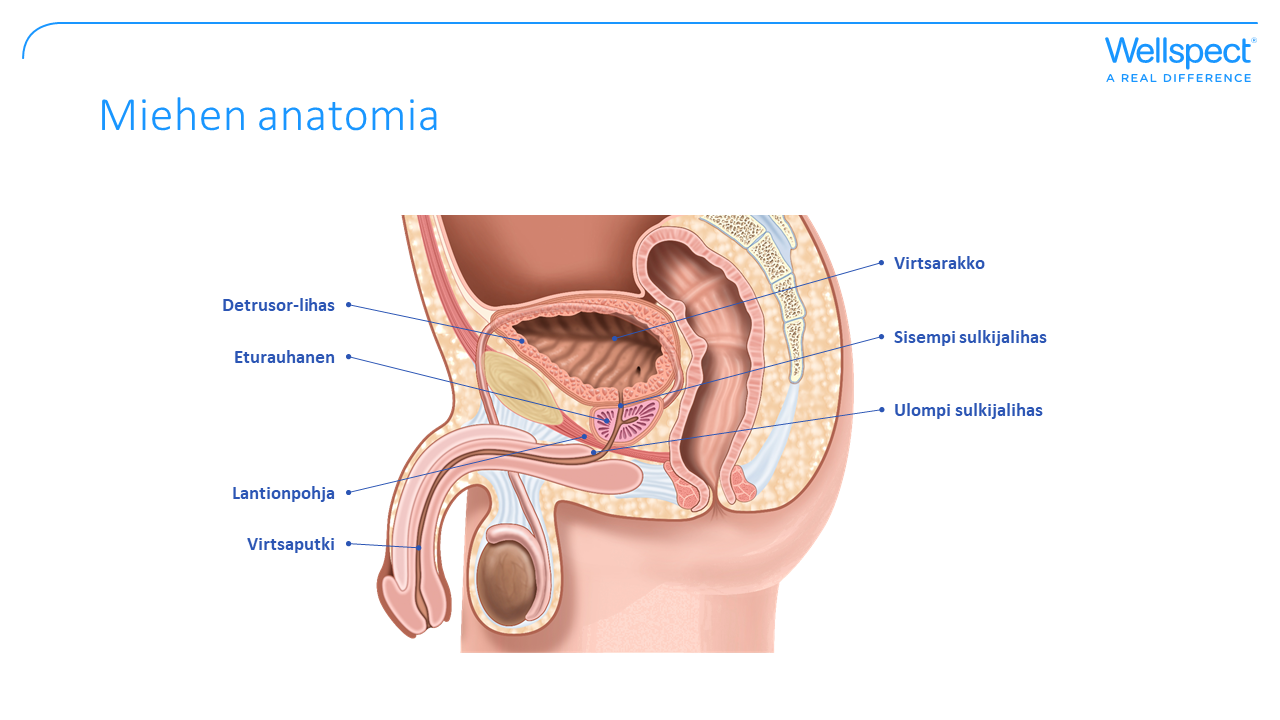 Wellspect®
A REAL DIFFERENCE
Miehen anatomia
Virtsarakko
Detrusor-lihas
Sisempi sulkijalihas
Eturauhanen
Ulompi sulkijalihas
Lantionpohja
Virtsaputki